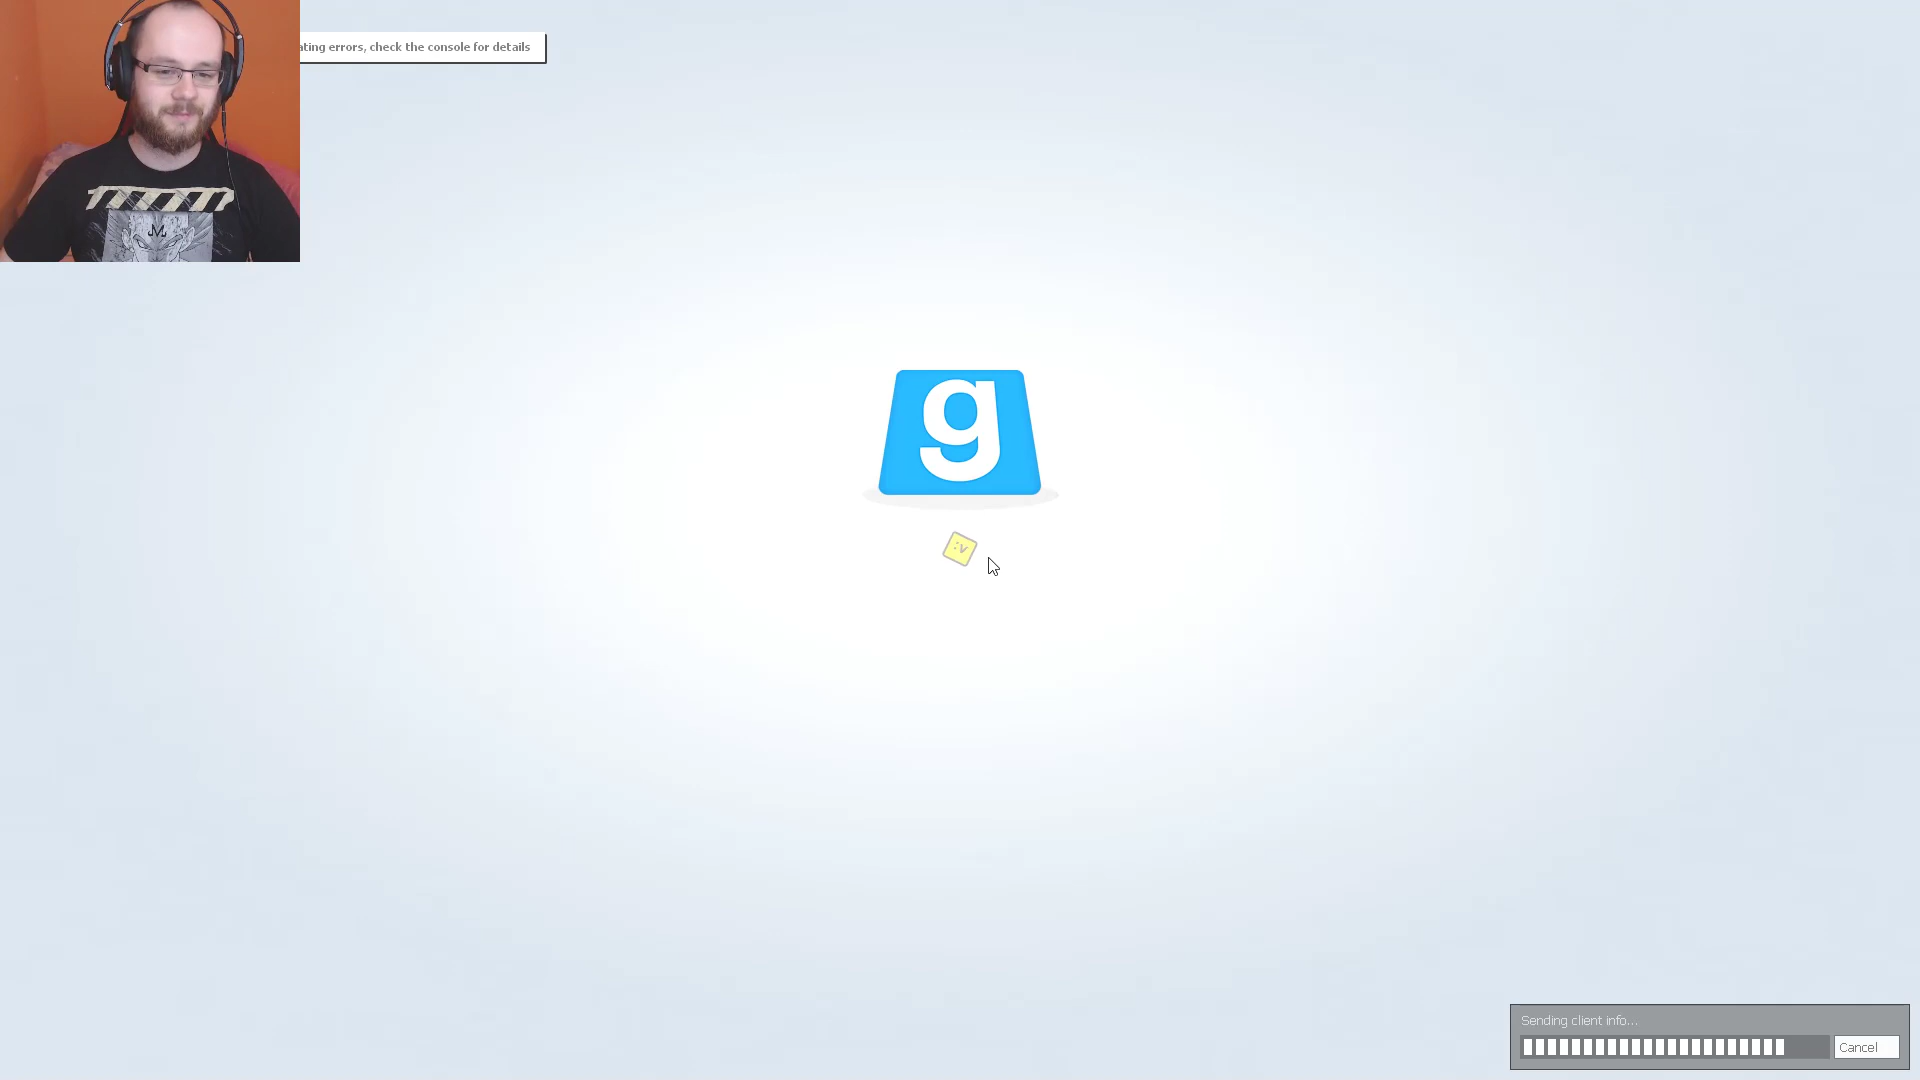 ating errors, check the console for details
M
g
:v
Sending client info...
Cancel